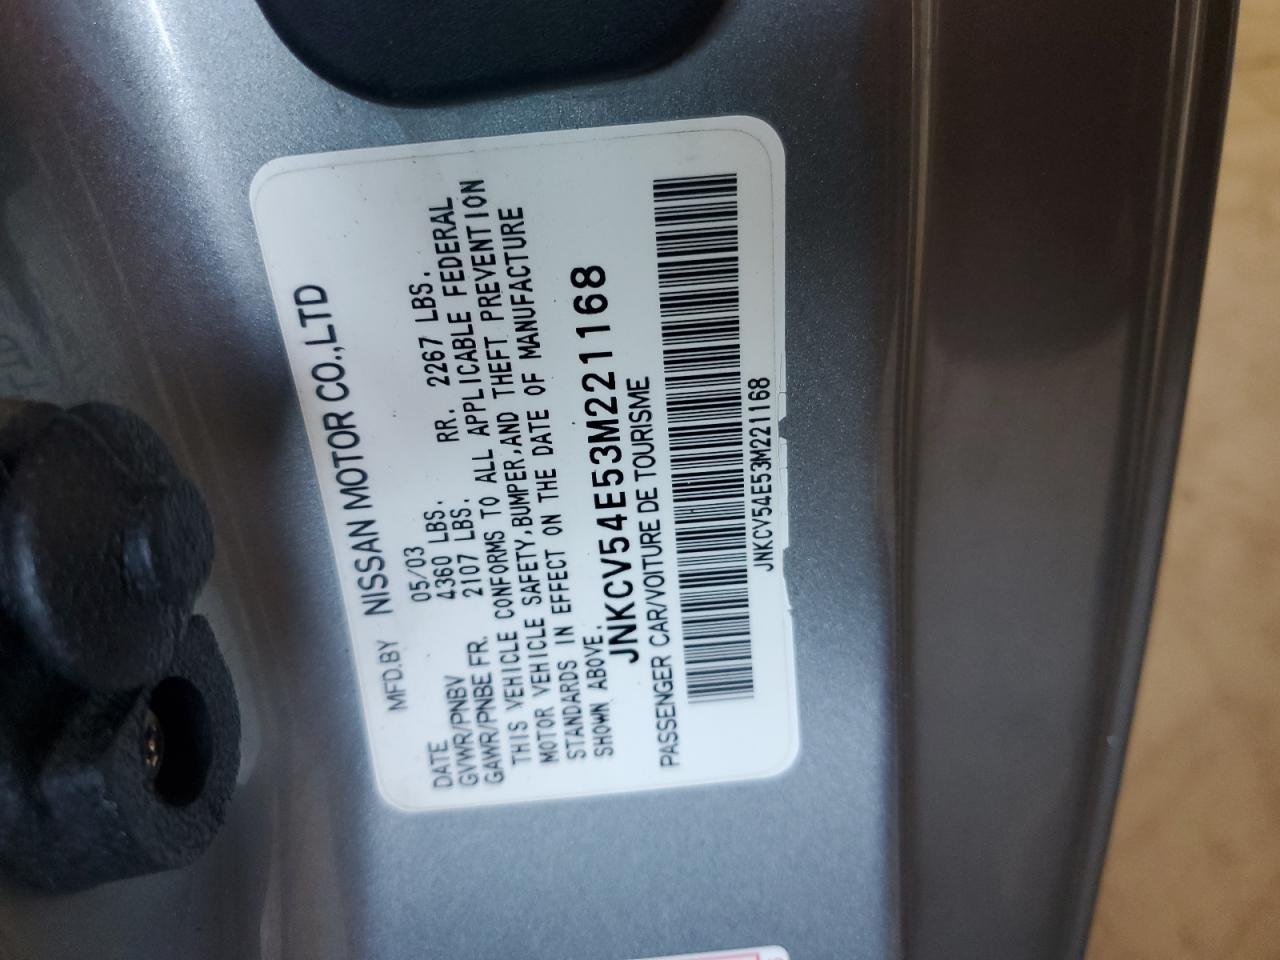 MFD.BY NISSAN MOTOR CO.,LTD
DATE 05/03
GVWR/PNBV 4360 LBS.
GAWR/PNBE FR. 2107 LBS. RR. 2267 LBS.
THIS VEHICLE CONFORMS TO ALL APPLICABLE FEDERAL
MOTOR VEHICLE SAFETY,BUMPER,AND THEFT PREVENTION
STANDARDS IN EFFECT ON THE DATE OF MANUFACTURE
SHOWN ABOVE.
JNKCV54E53M221168
PASSENGER CAR/VOITURE DE TOURISME
JNKCV54E53M221168